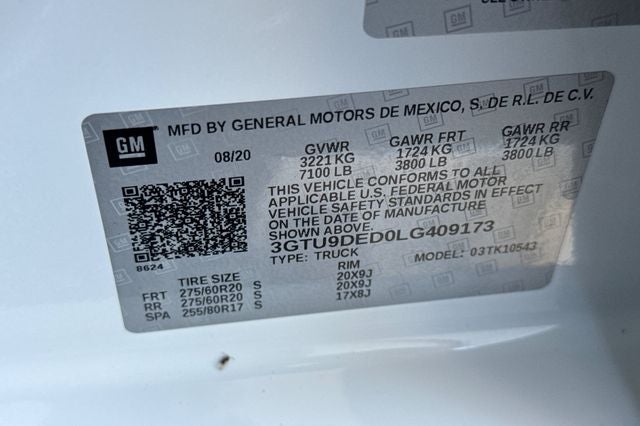 GM
GM
MFD BY GENERAL MOTORS DE MEXICO, S. DE R.L. DE C.V.
08/20 GVWR GAWR FRT GAWR RR
3221 KG 1724 KG 1724 KG
7100 LB 3800 LB 3800 LB
THIS VEHICLE CONFORMS TO ALL
APPLICABLE U.S. FEDERAL MOTOR
VEHICLE SAFETY STANDARDS IN EFFECT
ON THE DATE OF MANUFACTURE
SHOWN ABOVE.
3GTU9DED0LG409173
TYPE: TRUCK MODEL: 03TK10543
8624
TIRE SIZE RIM
FRT 275/60R20 S 20X9J
RR 275/60R20 S 20X9J
SPA 255/80R17 S 17X8J